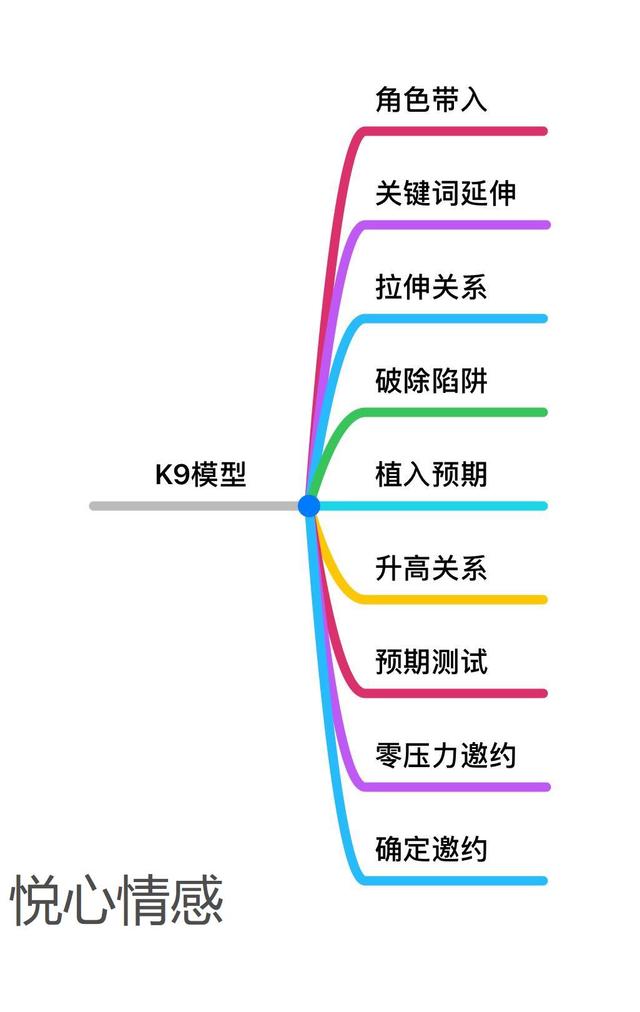 角色带入
关键词延伸
拉伸关系
破除陷阱
K9模型
植入预期
升高关系
预期测试
零压力邀约
确定邀约
悦心情感